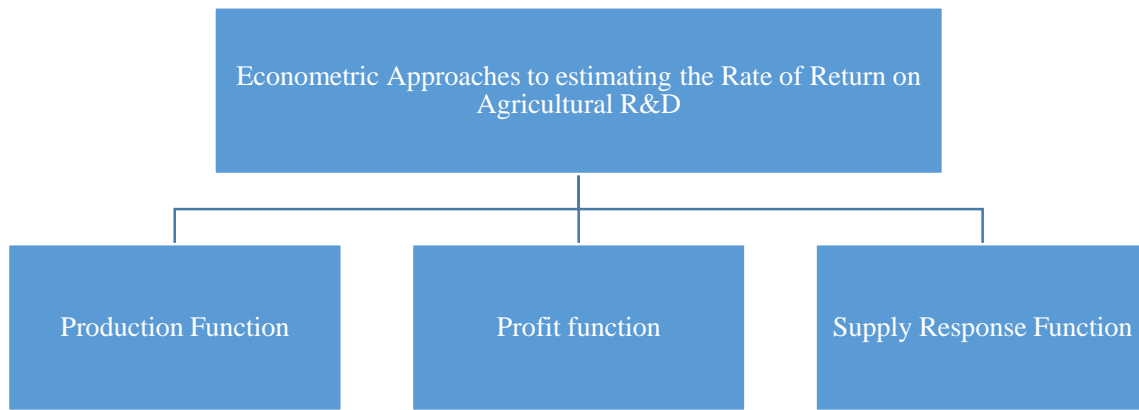 Econometric Approaches to estimating the Rate of Return on
Agricultural R&D
Production Function
Profit function
Supply Response Function